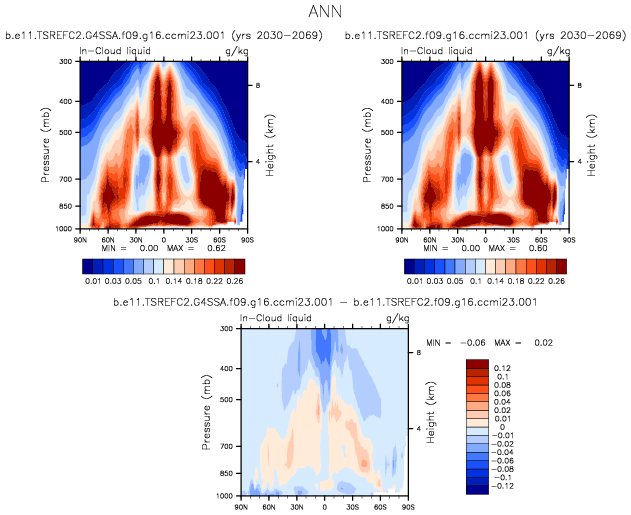 ANN
b.e11.TSREFC2.G4SSA.f09.g16.ccmi23.001 (yrs 2030-2069)
In-Cloud liquid g/kg
300
400
500
700
850
1000
Pressure (mb)
8
4
Height (km)
90N 60N 30N 0 30S 60S 90S
MIN = 0.00 MAX = 0.62
0.01 0.03 0.05 0.1 0.14 0.18 0.22 0.26
b.e11.TSREFC2.f09.g16.ccmi23.001 (yrs 2030-2069)
In-Cloud liquid g/kg
300
400
500
700
850
1000
Pressure (mb)
8
4
Height (km)
90N 60N 30N 0 30S 60S 90S
MIN = 0.00 MAX = 0.60
0.01 0.03 0.05 0.1 0.14 0.18 0.22 0.26
b.e11.TSREFC2.G4SSA.f09.g16.ccmi23.001 - b.e11.TSREFC2.f09.g16.ccmi23.001
In-Cloud liquid g/kg
300
400
500
700
850
1000
Pressure (mb)
8
4
Height (km)
90N 60N 30N 0 30S 60S 90S
MIN = -0.06 MAX = 0.02
0.12
0.1
0.08
0.06
0.04
0.02
0.01
0
-0.01
-0.02
-0.04
-0.06
-0.08
-0.1
-0.12